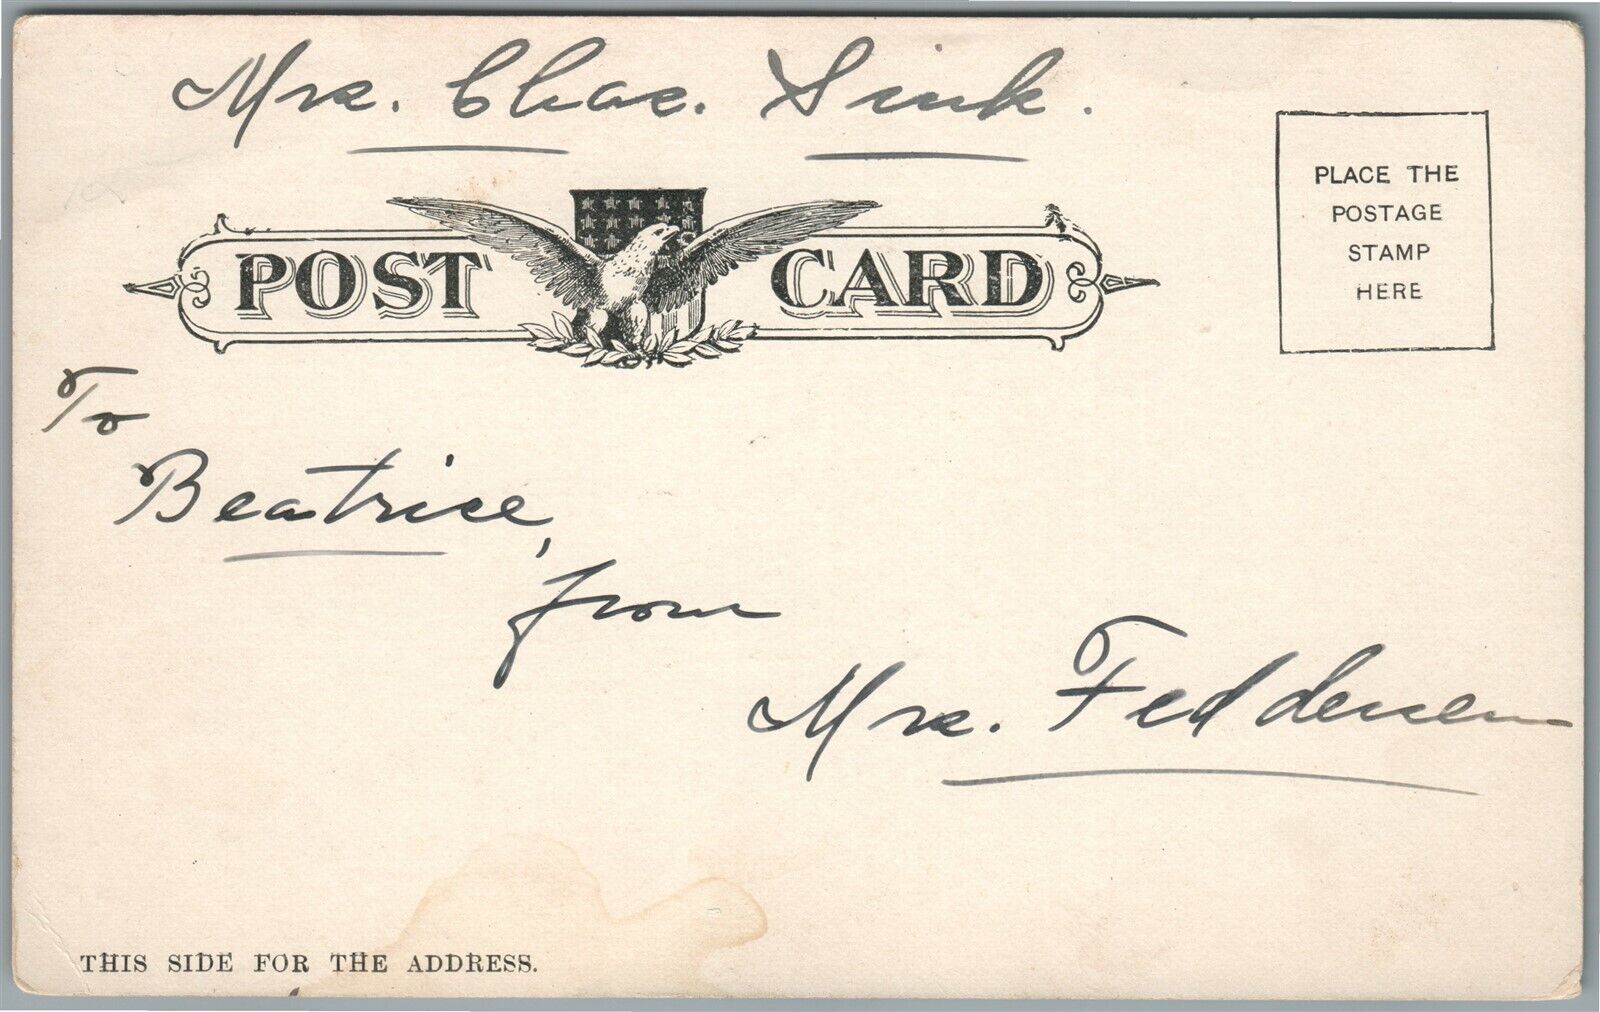 Mrs. Chas. Sink.
POST CARD
PLACE THE
POSTAGE
STAMP
HERE
To
Beatrice,
from
Mrs. Feddersen
THIS SIDE FOR THE ADDRESS.